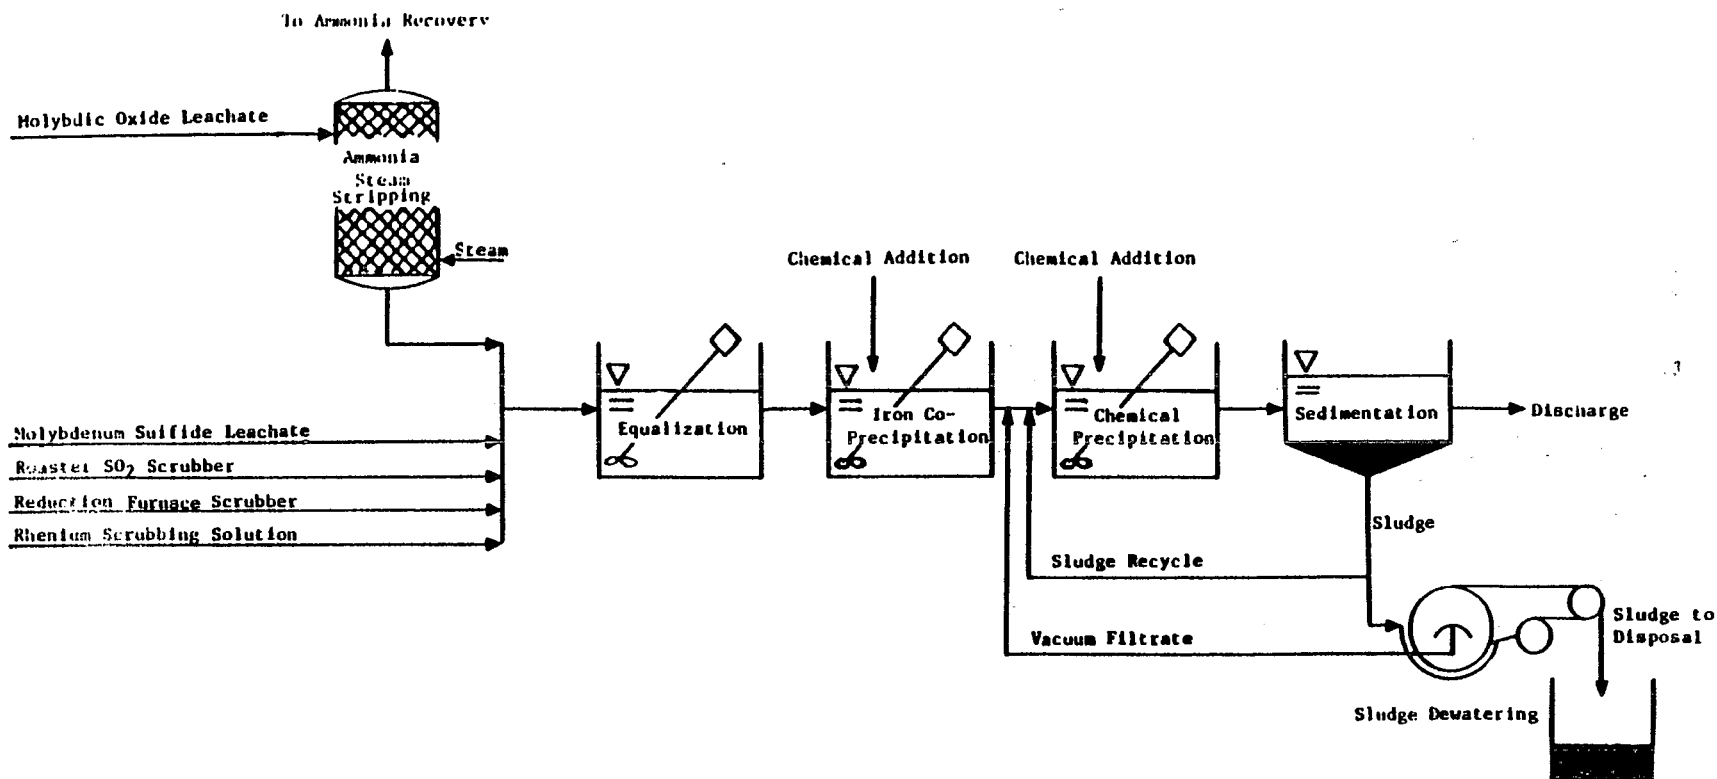 To Ammonia Recovery
Molybdic Oxide Leachate
Ammonia
Steam
Stripping
Steam
Chemical Addition
Chemical Addition
Equalization
Iron Co-
Precipitation
Chemical
Precipitation
Sedimentation
Discharge
Molybdenum Sulfide Leachate
Roaster SO2 Scrubber
Reduction Furnace Scrubber
Rhenium Scrubbing Solution
Sludge
Sludge Recycle
Vacuum Filtrate
Sludge to
Disposal
Sludge Dewatering